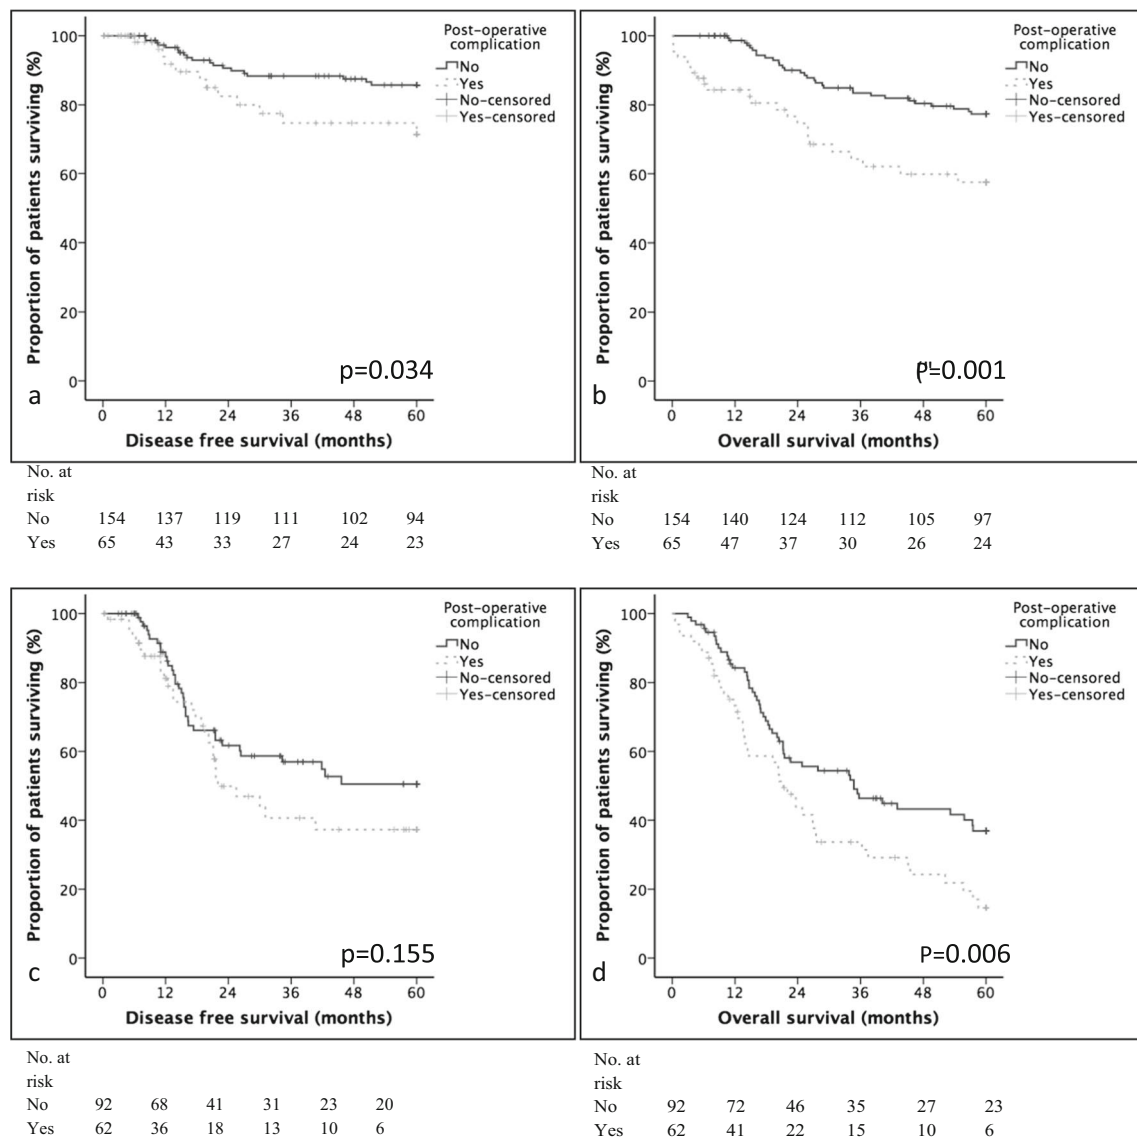 Post-operative
complication
No
Yes
No-censored
Yes-censored
Proportion of patients surviving (%)
100
80
60
40
20
0
p=0.034
a
0 12 24 36 48 60
Disease free survival (months)
No. at
risk
No 154 137 119 111 102 94
Yes 65 43 33 27 24 23
Post-operative
complication
No
Yes
No-censored
Yes-censored
Proportion of patients surviving (%)
100
80
60
40
20
0
P=0.001
b
0 12 24 36 48 60
Overall survival (months)
No. at
risk
No 154 140 124 112 105 97
Yes 65 47 37 30 26 24
Post-operative
complication
No
Yes
No-censored
Yes-censored
Proportion of patients surviving (%)
100
80
60
40
20
0
p=0.155
c
0 12 24 36 48 60
Disease free survival (months)
No. at
risk
No 92 68 41 31 23 20
Yes 62 36 18 13 10 6
Post-operative
complication
No
Yes
No-censored
Yes-censored
Proportion of patients surviving (%)
100
80
60
40
20
0
P=0.006
d
0 12 24 36 48 60
Overall survival (months)
No. at
risk
No 92 72 46 35 27 23
Yes 62 41 22 15 10 6